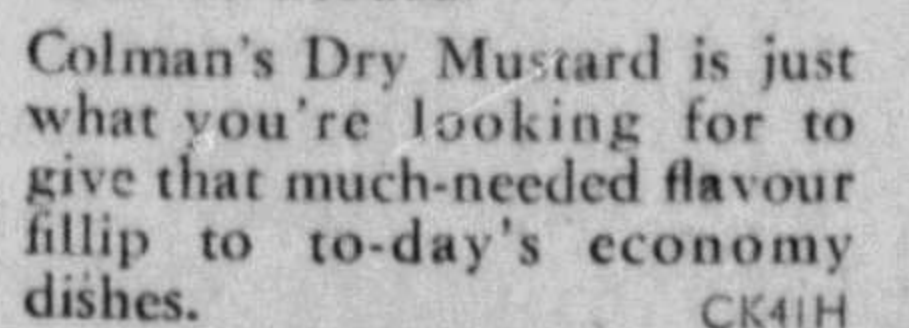 Colman's Dry Mustard is just
what you're looking for to
give that much-needed flavour
fillip to to-day's economy
dishes.
CK41H